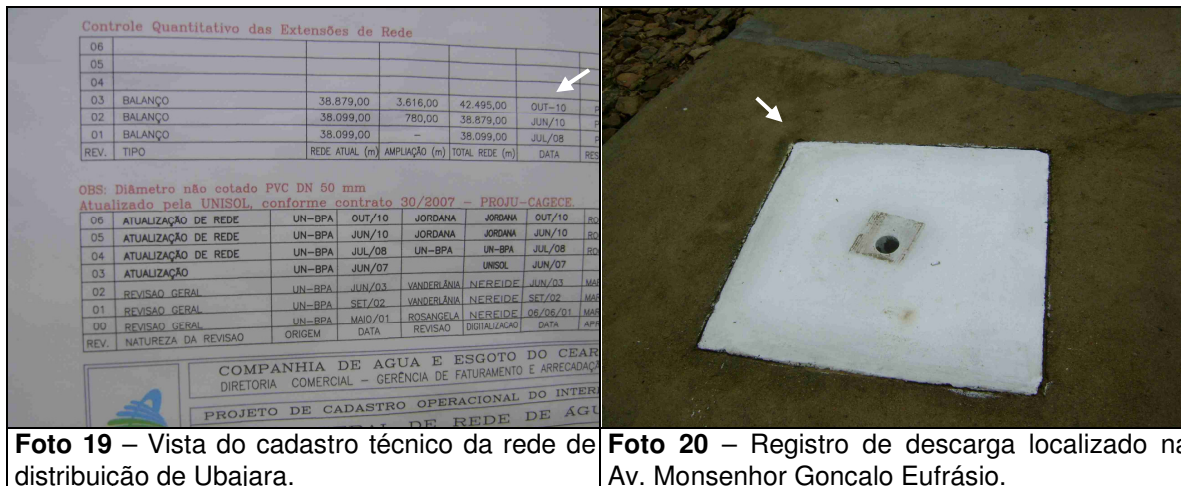 Controle Quantitativo das Extensões de Rede
06
05
04
03 BALANÇO 38.879,00 3.616,00 42.495,00 OUT-10
02 BALANÇO 38.099,00 780,00 38.879,00 JUN/10
01 BALANÇO 38.099,00 – 38.099,00 JUL/08
REV. TIPO REDE ATUAL (m) AMPLIAÇÃO (m) TOTAL REDE (m) DATA
OBS: Diâmetro não cotado PVC DN 50 mm
Atualizado pela UNISOL, conforme contrato 30/2007 – PROJU-CAGECE.
06 ATUALIZAÇÃO DE REDE UN-BPA OUT/10 JORDANA JORDANA OUT/10
05 ATUALIZAÇÃO DE REDE UN-BPA JUN/10 JORDANA JORDANA JUN/10
04 ATUALIZAÇÃO DE REDE UN-BPA JUL/08 UN-BPA UN-BPA JUL/08
03 ATUALIZAÇÃO UN-BPA JUN/07 UNISOL JUN/07
02 REVISAO GERAL UN-BPA JUN/03 VANDERLÂNIA NEREIDE JUN/03
01 REVISAO GERAL UN-BPA SET/02 VANDERLÂNIA NEREIDE SET/02
00 REVISAO GERAL UN-BPA MAIO/01 ROSANGELA NEREIDE 06/06/01
REV. NATUREZA DA REVISAO ORIGEM DATA REVISAO DIGITALIZACAO DATA
COMPANHIA DE AGUA E ESGOTO DO CEAR
DIRETORIA COMERCIAL – GERÊNCIA DE FATURAMENTO E ARRECADAÇ
PROJETO DE CADASTRO OPERACIONAL DO INTER
DE REDE DE ÁGU
Foto 19 – Vista do cadastro técnico da rede de
distribuição de Ubajara.
Foto 20 – Registro de descarga localizado na
Av. Monsenhor Gonçalo Eufrásio.